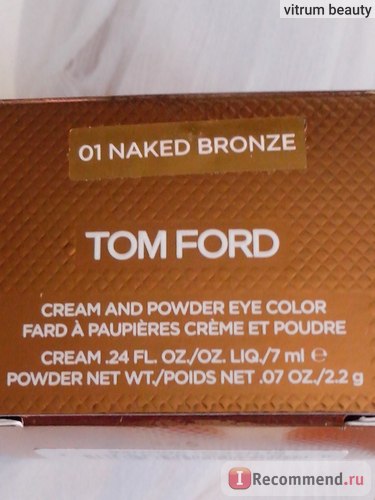 vitrum beauty
01 NAKED BRONZE
TOM FORD
CREAM AND POWDER EYE COLOR
FARD À PAUPIÈRES CRÈME ET POUDRE
CREAM .24 FL. OZ./OZ. LIQ./7 ml ℮
POWDER NET WT./POIDS NET .07 OZ./2.2 g
I Recommend.ru